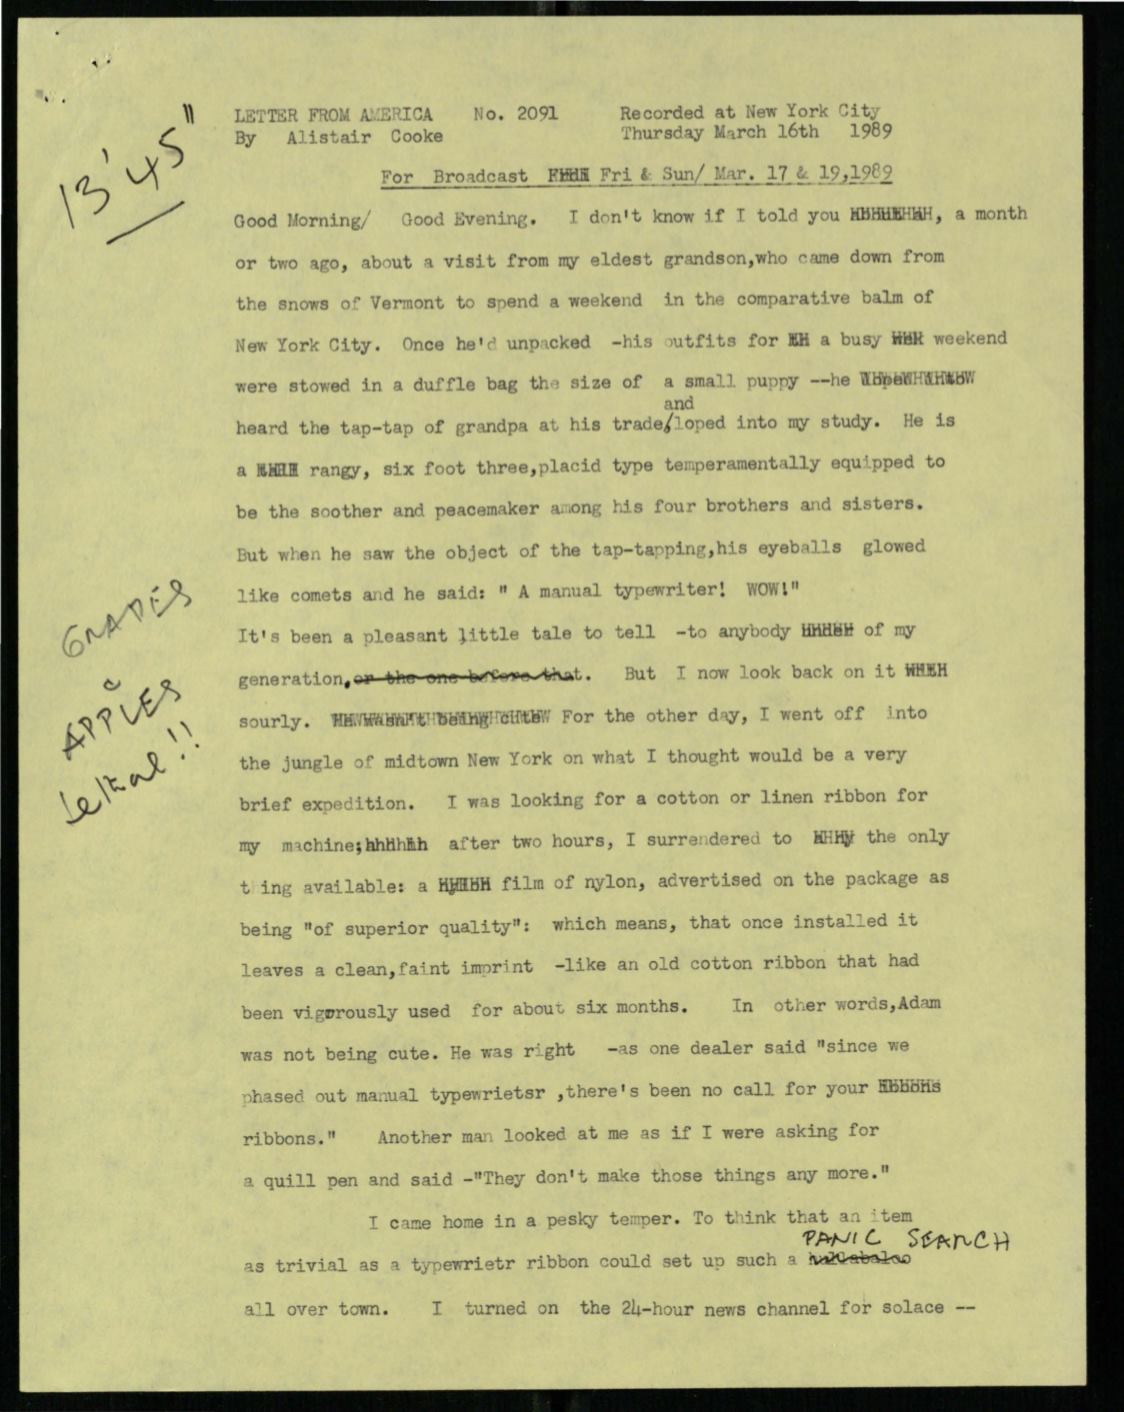 13'45"
LETTER FROM AMERICA No. 2091 Recorded at New York City
By Alistair Cooke Thursday March 16th 1989
For Broadcast Fri & Sun/ Mar. 17 & 19,1989
Good Morning/ Good Evening. I don't know if I told you , a month
or two ago, about a visit from my eldest grandson,who came down from
the snows of Vermont to spend a weekend in the comparative balm of
New York City. Once he'd unpacked -his outfits for a busy weekend
were stowed in a duffle bag the size of a small puppy --he
and
heard the tap-tap of grandpa at his trade/loped into my study. He is
a rangy, six foot three,placid type temperamentally equipped to
be the soother and peacemaker among his four brothers and sisters.
But when he saw the object of the tap-tapping,his eyeballs glowed
like comets and he said: " A manual typewriter! WOW!"
It's been a pleasant little tale to tell -to anybody of my
generation, or the one before that. But I now look back on it
sourly. For the other day, I went off into
the jungle of midtown New York on what I thought would be a very
brief expedition. I was looking for a cotton or linen ribbon for
my machine; after two hours, I surrendered to the only
t ing available: a film of nylon, advertised on the package as
being "of superior quality": which means, that once installed it
leaves a clean,faint imprint -like an old cotton ribbon that had
been vigorously used for about six months. In other words,Adam
was not being cute. He was right -as one dealer said "since we
phased out manual typewrietsr ,there's been no call for your
ribbons." Another man looked at me as if I were asking for
a quill pen and said -"They don't make those things any more."
I came home in a pesky temper. To think that an item
PANIC SEARCH
as trivial as a typewrietr ribbon could set up such a hullabaloo
all over town. I turned on the 24-hour news channel for solace --
GRAPES
APPLES
lethal!!